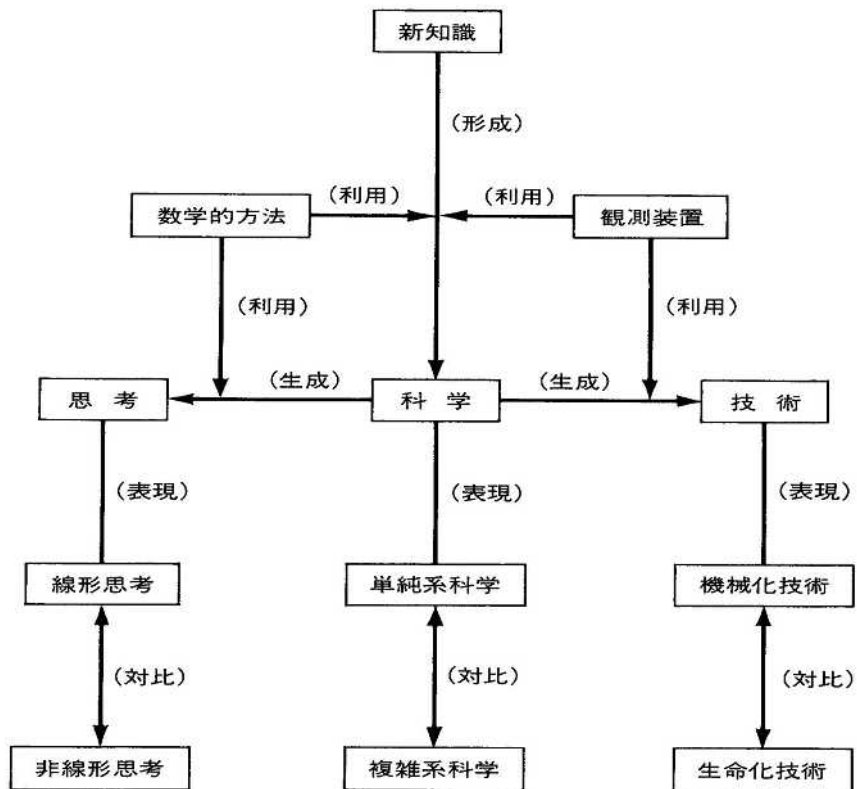 新知識
（形成）
（利用）
（利用）
数学的方法
観測装置
（利用）
（利用）
（生成）
（生成）
思考
科学
技術
（表現）
（表現）
（表現）
線形思考
単純系科学
機械化技術
（対比）
（対比）
（対比）
非線形思考
複雑系科学
生命化技術